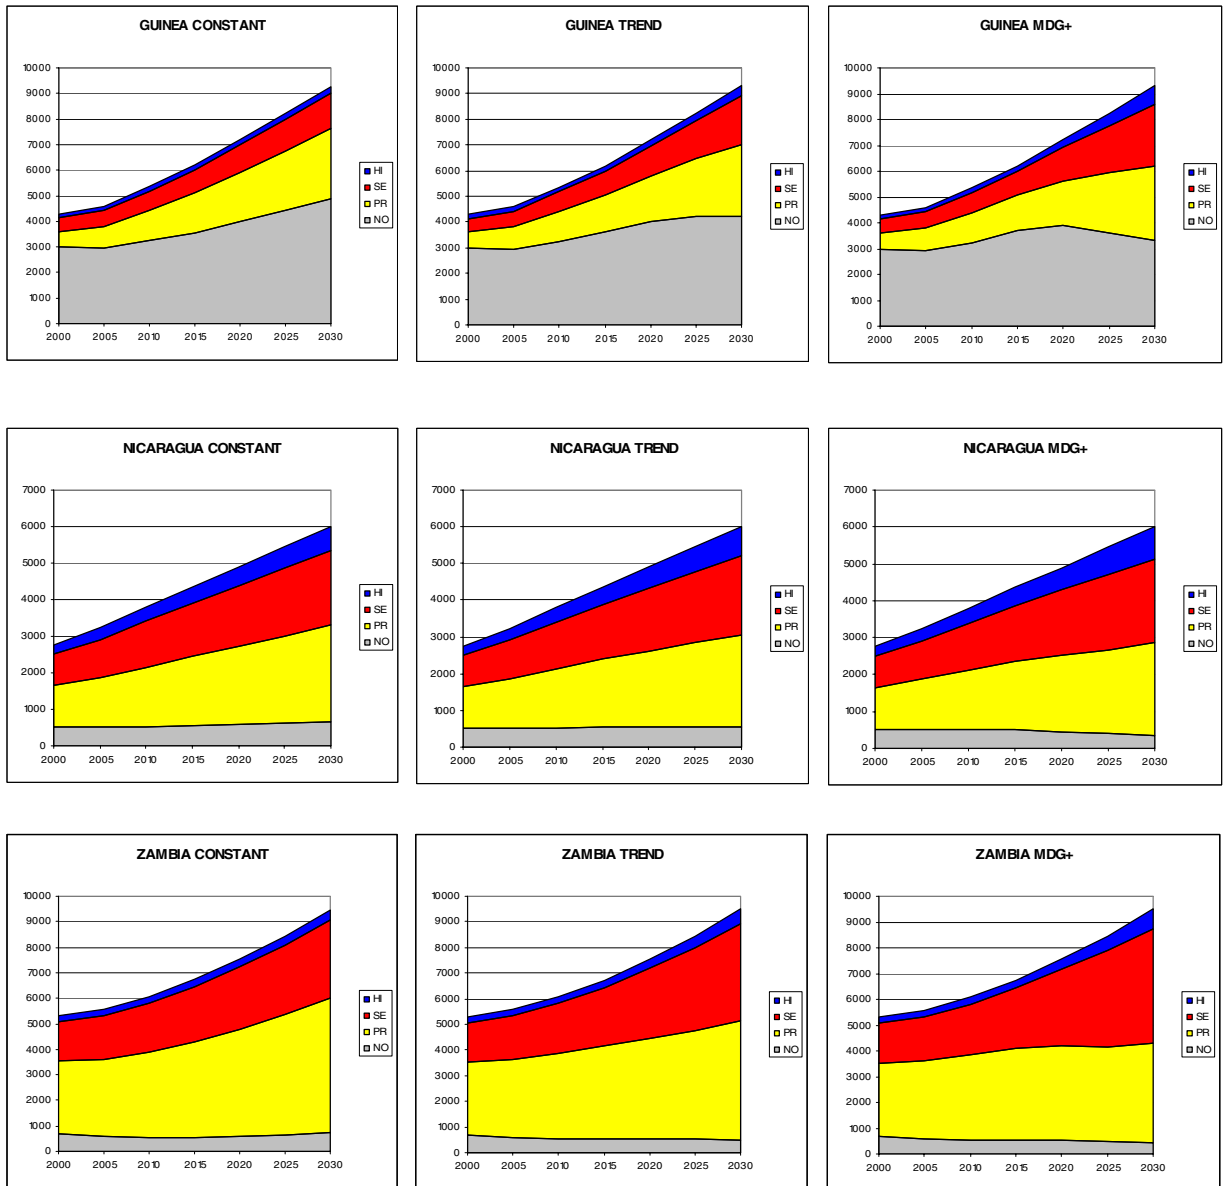 GUINEA CONSTANT
10000
9000
8000
7000
6000
5000
4000
3000
2000
1000
0
2000 2005 2010 2015 2020 2025 2030
HI
SE
PR
NO
GUINEA TREND
10000
9000
8000
7000
6000
5000
4000
3000
2000
1000
0
2000 2005 2010 2015 2020 2025 2030
HI
SE
PR
NO
GUINEA MDG+
10000
9000
8000
7000
6000
5000
4000
3000
2000
1000
0
2000 2005 2010 2015 2020 2025 2030
HI
SE
PR
NO
NICARAGUA CONSTANT
7000
6000
5000
4000
3000
2000
1000
0
2000 2005 2010 2015 2020 2025 2030
HI
SE
PR
NO
NICARAGUA TREND
7000
6000
5000
4000
3000
2000
1000
0
2000 2005 2010 2015 2020 2025 2030
HI
SE
PR
NO
NICARAGUA MDG+
7000
6000
5000
4000
3000
2000
1000
0
2000 2005 2010 2015 2020 2025 2030
HI
SE
PR
NO
ZAMBIA CONSTANT
10000
9000
8000
7000
6000
5000
4000
3000
2000
1000
0
2000 2005 2010 2015 2020 2025 2030
HI
SE
PR
NO
ZAMBIA TREND
10000
9000
8000
7000
6000
5000
4000
3000
2000
1000
0
2000 2005 2010 2015 2020 2025 2030
HI
SE
PR
NO
ZAMBIA MDG+
10000
9000
8000
7000
6000
5000
4000
3000
2000
1000
0
2000 2005 2010 2015 2020 2025 2030
HI
SE
PR
NO